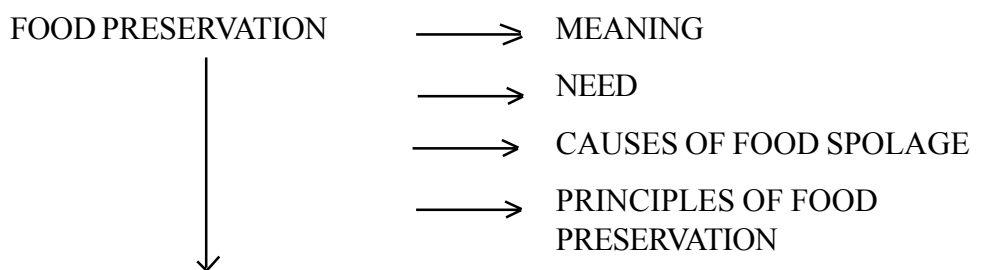 FOOD PRESERVATION
MEANING
NEED
CAUSES OF FOOD SPOLAGE
PRINCIPLES OF FOOD
PRESERVATION